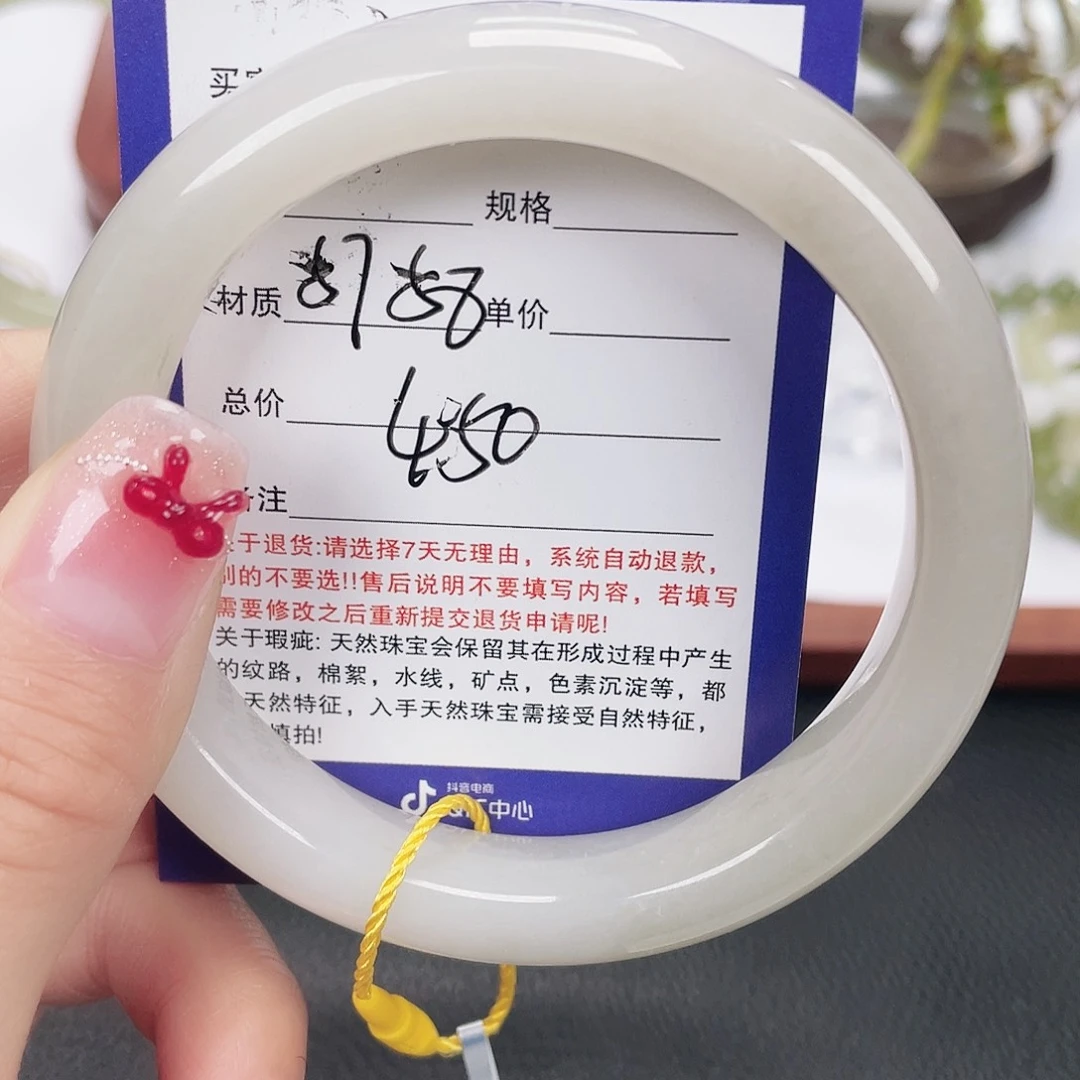 买
规格
材质 单价
总价 4850
注
于退货:请选择7天无理由，系统自动退款，
别的不要选!!售后说明不要填写内容，若填写
需要修改之后重新提交退货申请呢!
关于瑕疵: 天然珠宝会保留其在形成过程中产生
的纹路，棉絮，水线，矿点，色素沉淀等，都
天然特征，入手天然珠宝需接受自然特征，
慎拍!
抖音电商
中心